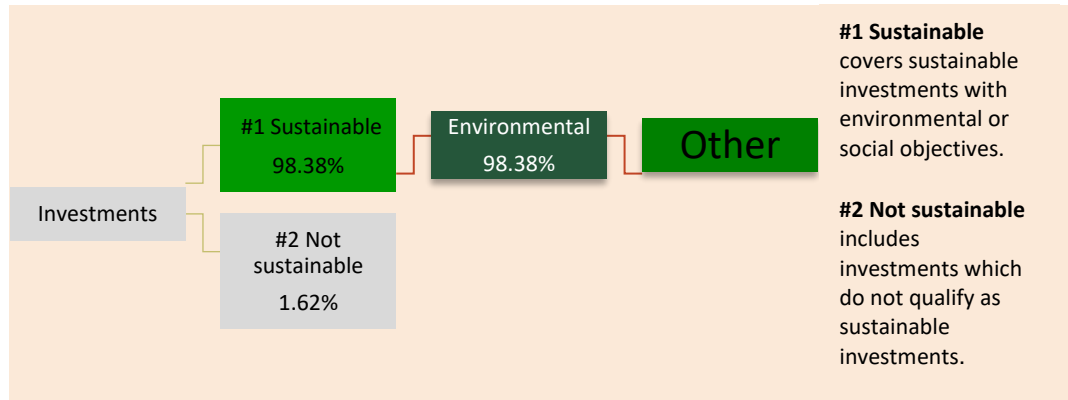 Investments
#1 Sustainable
98.38%
#2 Not
sustainable
1.62%
Environmental
98.38%
Other
#1 Sustainable
covers sustainable
investments with
environmental or
social objectives.
#2 Not sustainable
includes
investments which
do not qualify as
sustainable
investments.